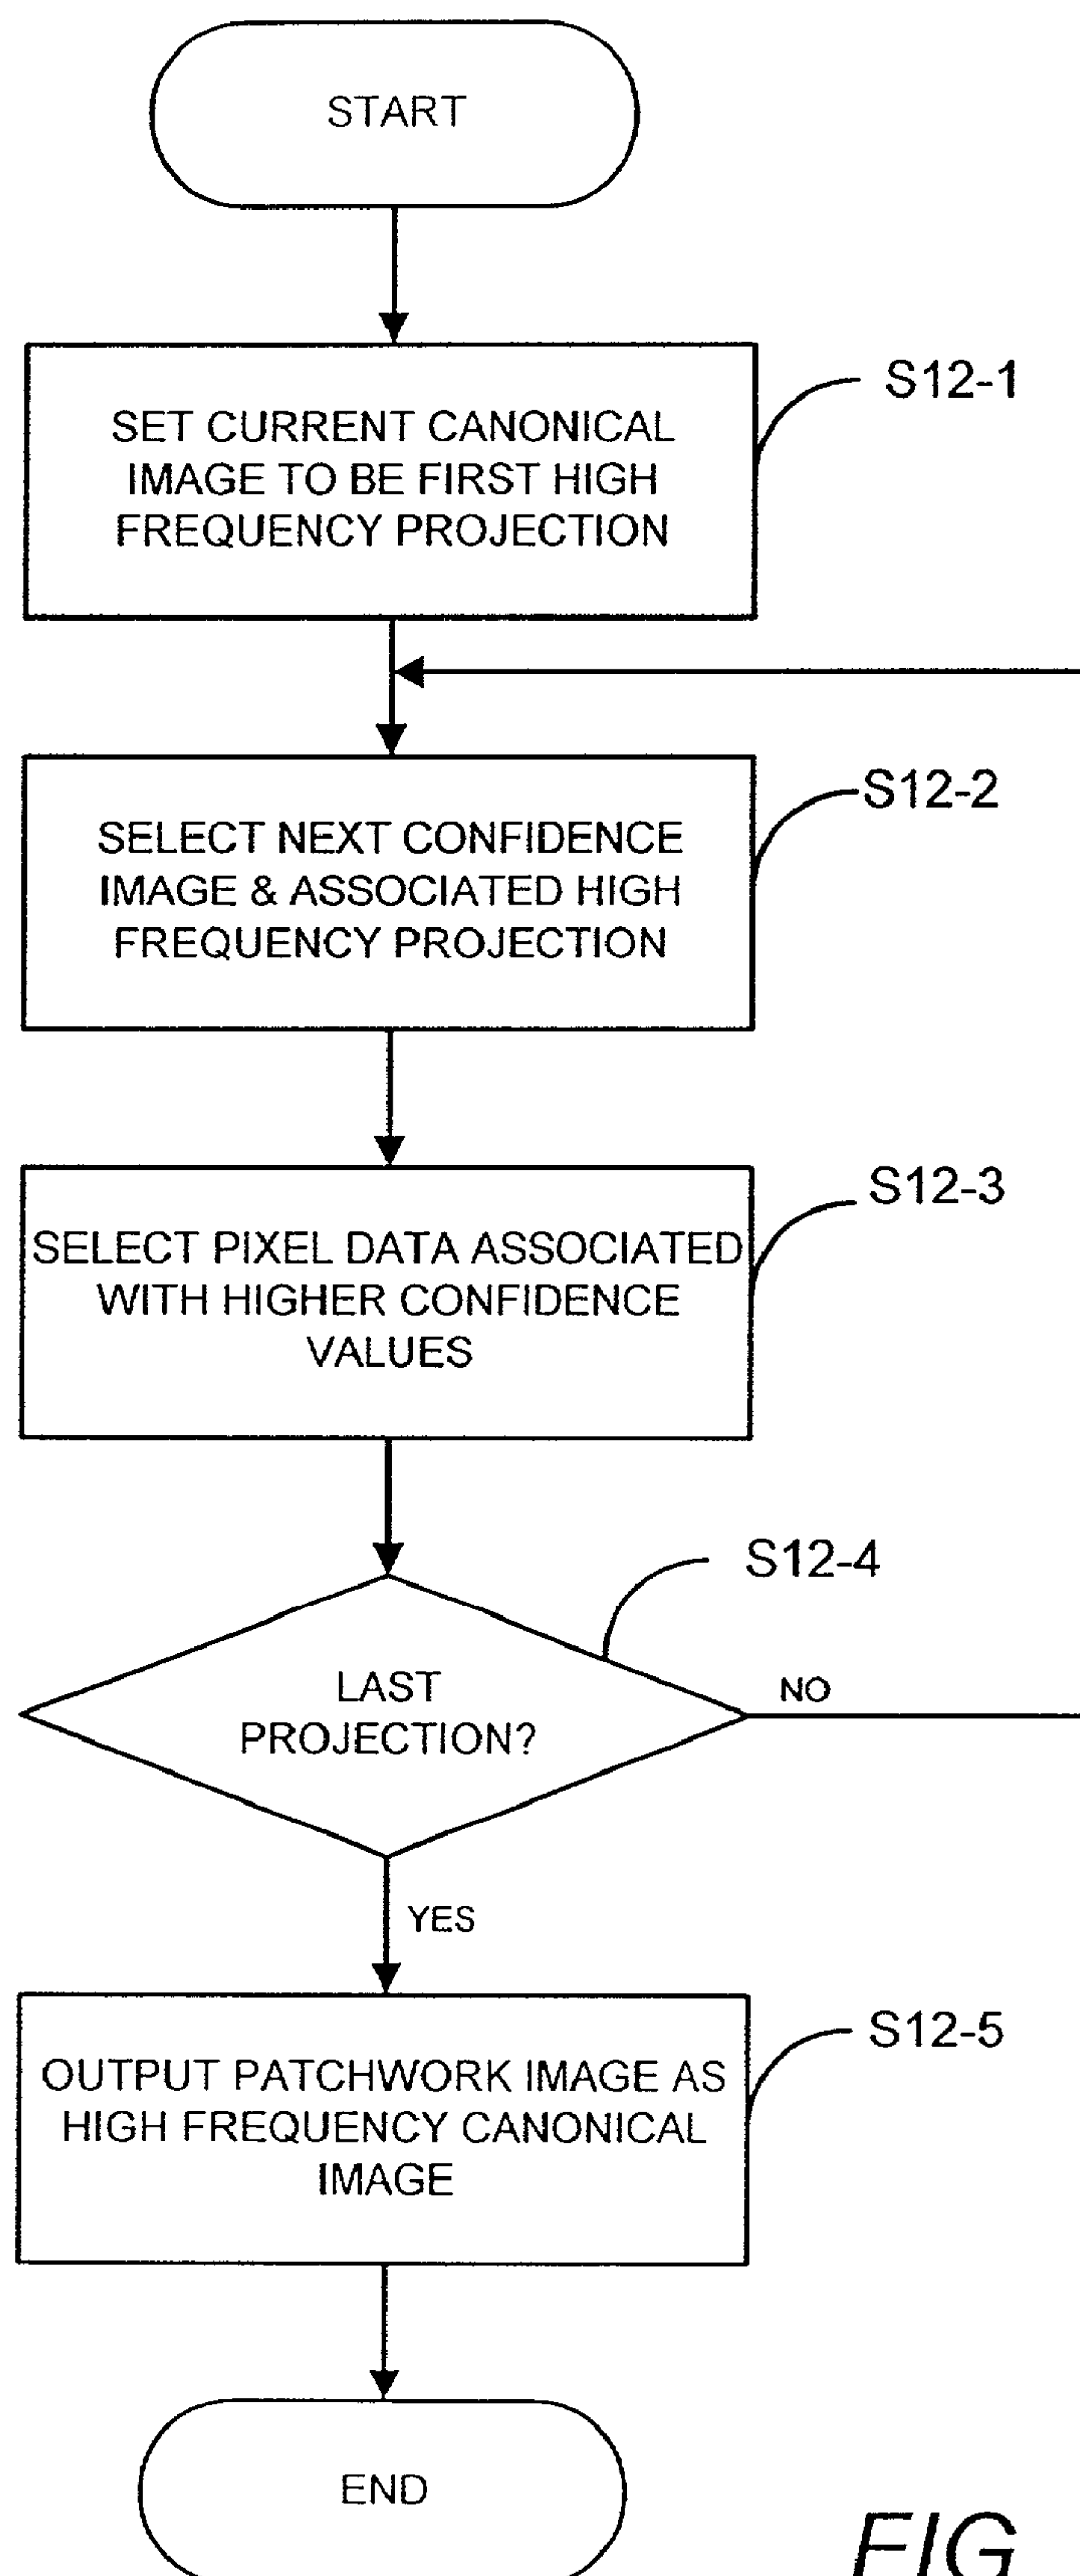 START
S12-1
SET CURRENT CANONICAL
IMAGE TO BE FIRST HIGH
FREQUENCY PROJECTION
S12-2
SELECT NEXT CONFIDENCE
IMAGE & ASSOCIATED HIGH
FREQUENCY PROJECTION
S12-3
SELECT PIXEL DATA ASSOCIATED
WITH HIGHER CONFIDENCE
VALUES
S12-4
LAST
PROJECTION?
NO
YES
S12-5
OUTPUT PATCHWORK IMAGE AS
HIGH FREQUENCY CANONICAL
IMAGE
END
FIG